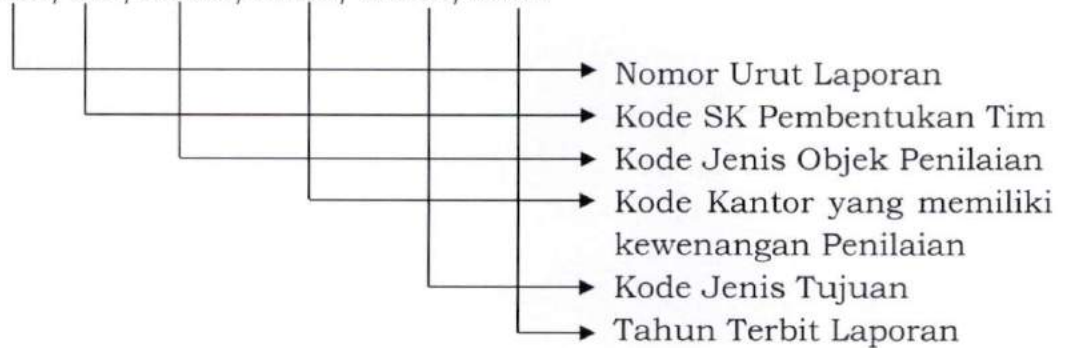 Nomor Urut Laporan
Kode SK Pembentukan Tim
Kode Jenis Objek Penilaian
Kode Kantor yang memiliki
kewenangan Penilaian
Kode Jenis Tujuan
Tahun Terbit Laporan